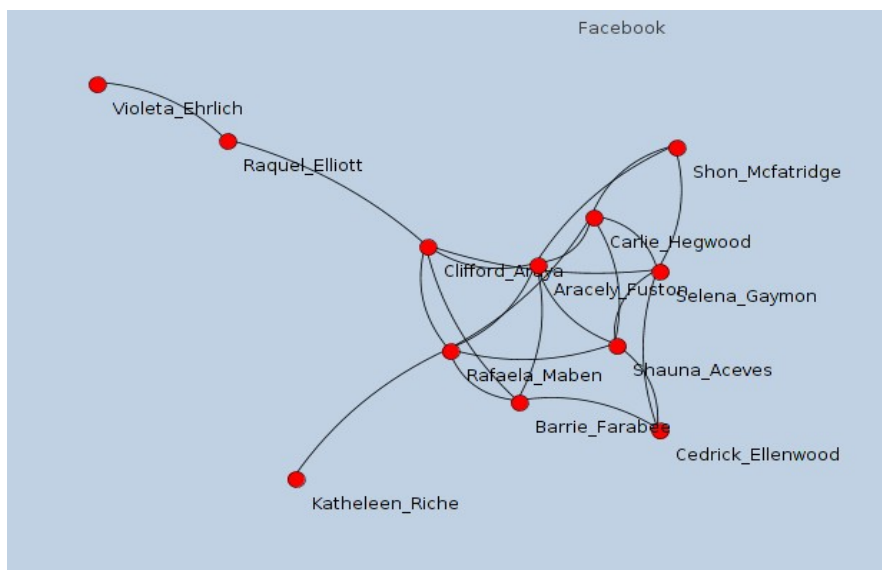 Facebook
Violeta_Ehrlich
Raquel_Elliott
Shon_Mcfatridge
Carlie_Hegwood
Clifford_Araya
Aracely_Fuston
Selena_Gaymon
Rafaela_Maben
Shauna_Aceves
Barrie_Farabee
Cedrick_Ellenwood
Katheleen_Riche